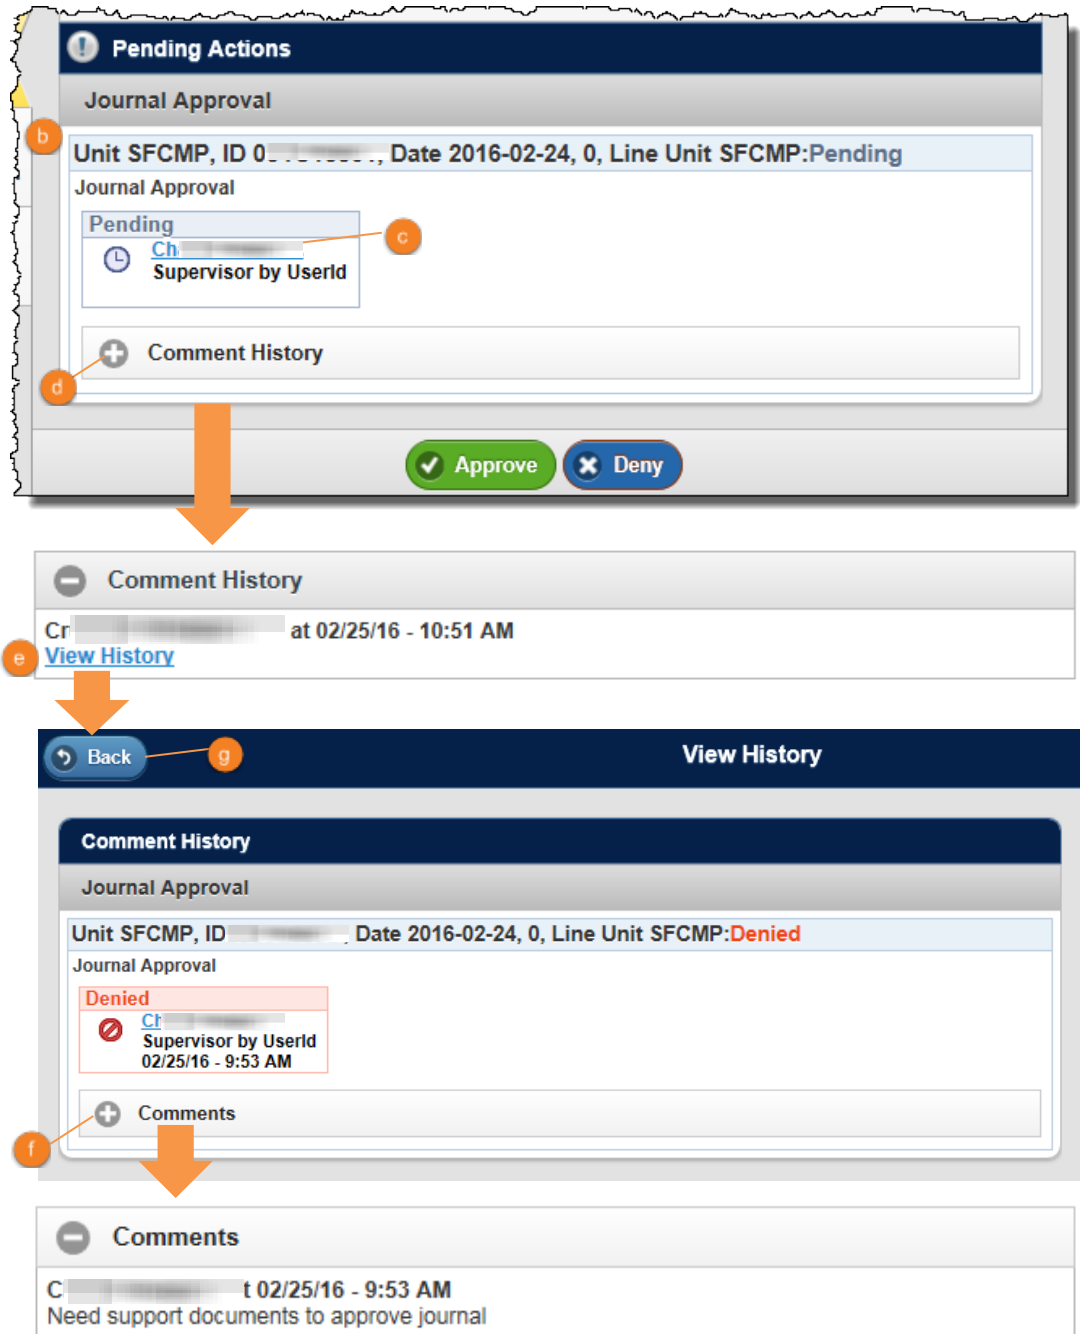 Pending Actions
Journal Approval
b
Unit SFCMP, ID 0 Date 2016-02-24, 0, Line Unit SFCMP:Pending
Journal Approval
Pending
c
Supervisor by UserId
Comment History
d
Approve
Deny
Comment History
at 02/25/16 - 10:51 AM
e
View History
Back
g
View History
Comment History
Journal Approval
Unit SFCMP, ID , Date 2016-02-24, 0, Line Unit SFCMP:Denied
Journal Approval
Denied
Supervisor by UserId
02/25/16 - 9:53 AM
Comments
f
Comments
C t 02/25/16 - 9:53 AM
Need support documents to approve journal